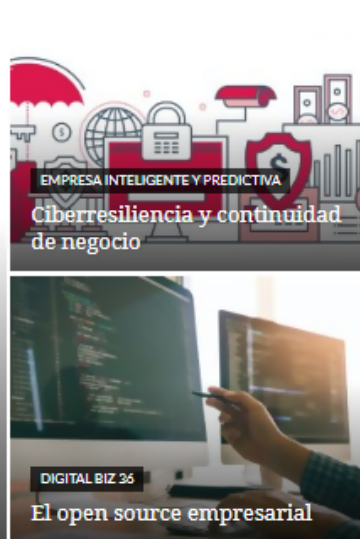 EMPRESA INTELIGENTE Y PREDICTIVA
Ciberresiliencia y continuidad
de negocio
DIGITAL BIZ 36
El open source empresarial